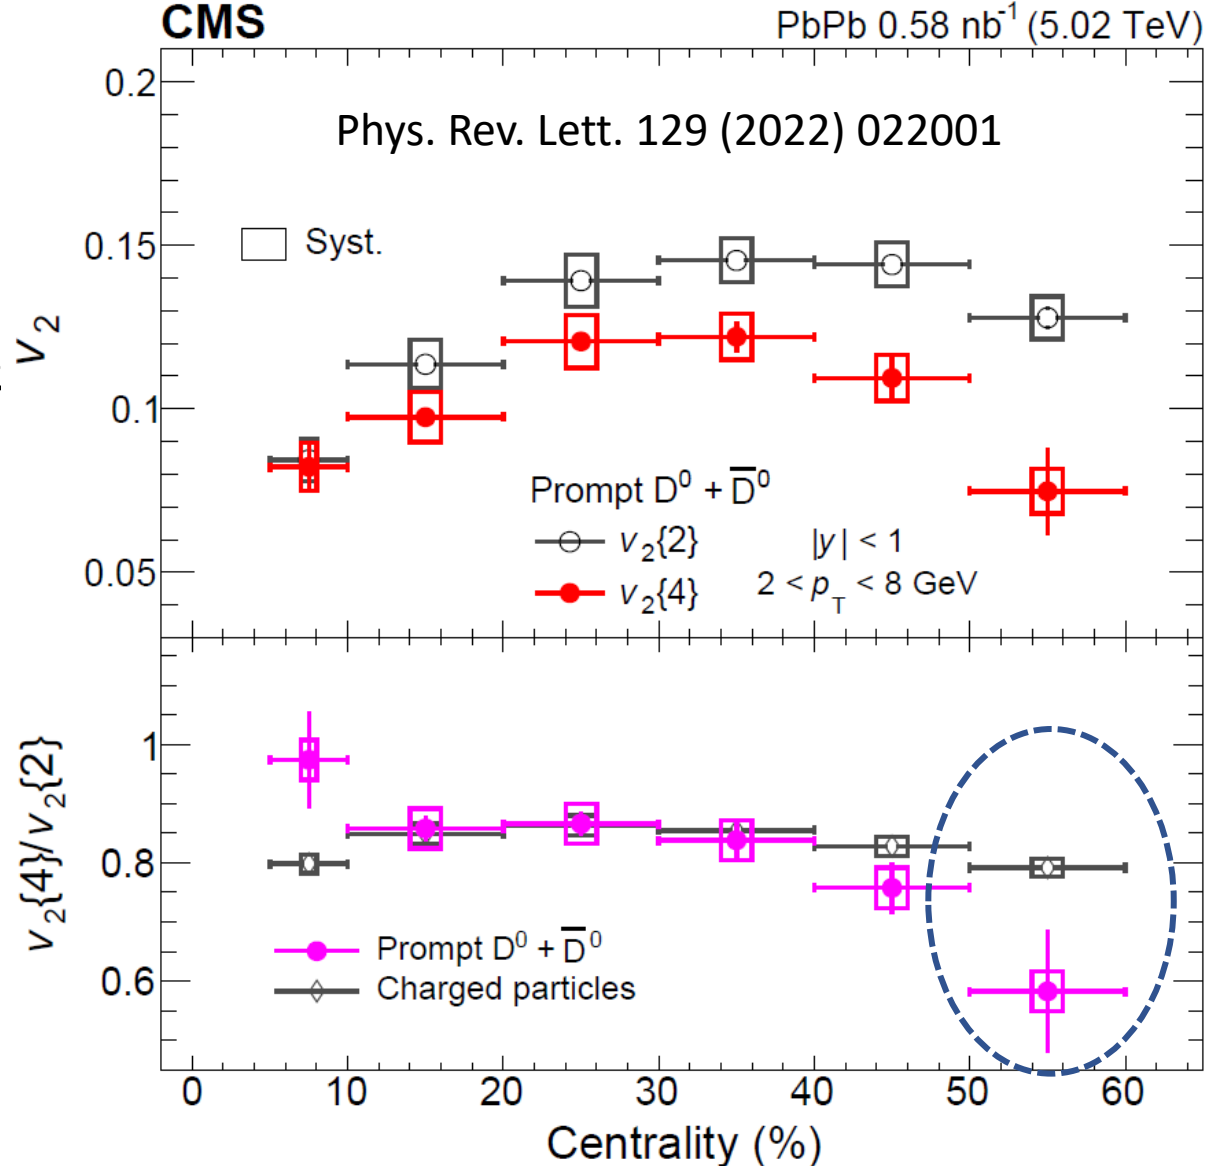 CMS
PbPb 0.58 nb⁻¹ (5.02 TeV)
Phys. Rev. Lett. 129 (2022) 022001
Syst.
v₂
0.2
0.15
0.1
0.05
Prompt D⁰ + D̅⁰
v₂{2}
|y| < 1
v₂{4}
2 < p_T < 8 GeV
v₂{4}/v₂{2}
1
0.8
0.6
Prompt D⁰ + D̅⁰
Charged particles
0 10 20 30 40 50 60
Centrality (%)